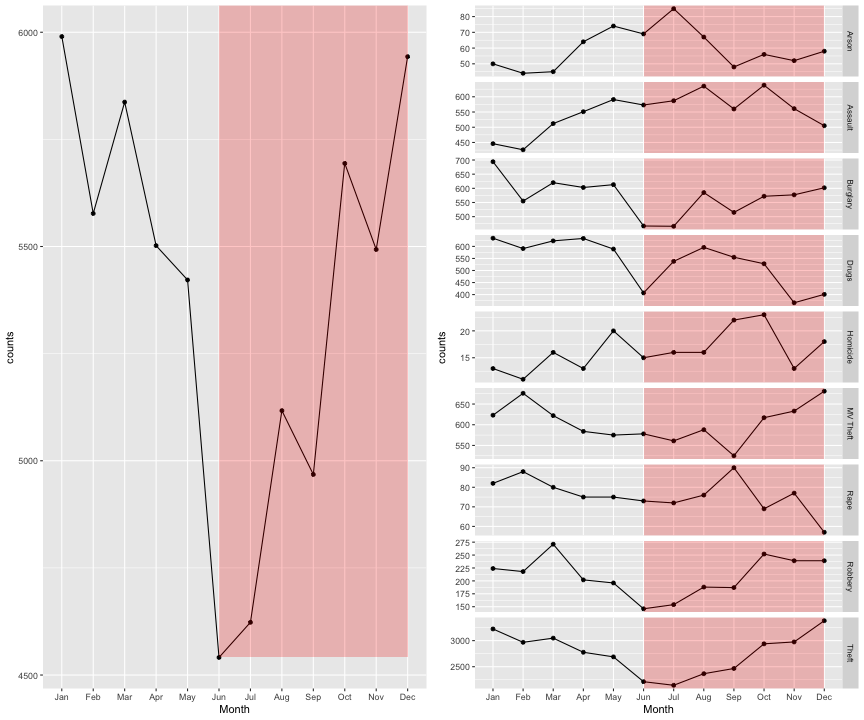 counts
6000
5500
5000
4500
Jan Feb Mar Apr May Jun Jul Aug Sep Oct Nov Dec
Month
counts
80
70
60
50
Arson
600
550
500
450
Assault
700
650
600
550
500
Burglary
600
550
500
450
400
Drugs
20
15
Homicide
650
600
550
MV Theft
90
80
70
60
Rape
275
250
225
200
175
150
Robbery
3000
2500
Theft
Jan Feb Mar Apr May Jun Jul Aug Sep Oct Nov Dec
Month